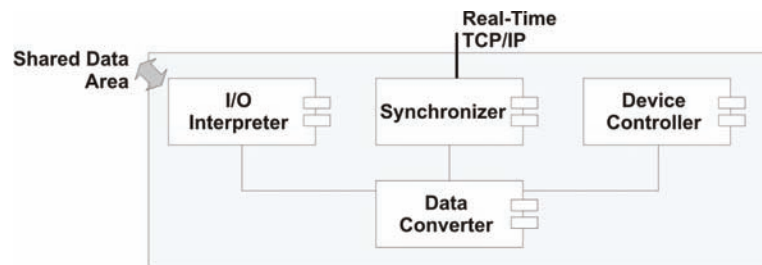 Real-Time
TCP/IP
Shared Data
Area
I/O
Interpreter
Synchronizer
Device
Controller
Data
Converter